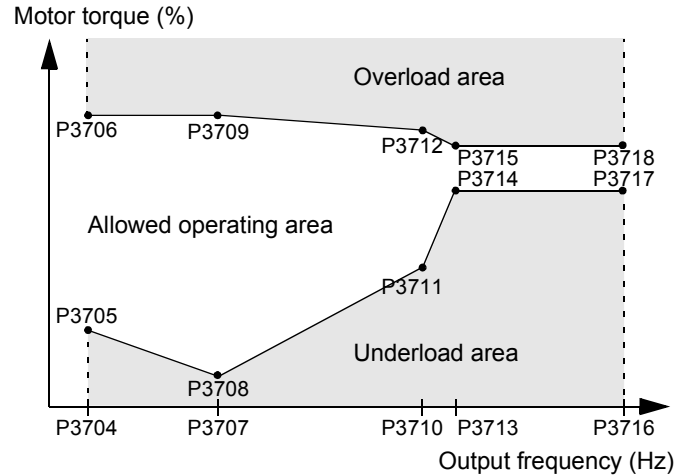 Motor torque (%)
Overload area
P3706
P3709
P3712
P3715
P3718
P3714
P3717
Allowed operating area
P3711
P3705
Underload area
P3708
P3704
P3707
P3710
P3713
P3716
Output frequency (Hz)